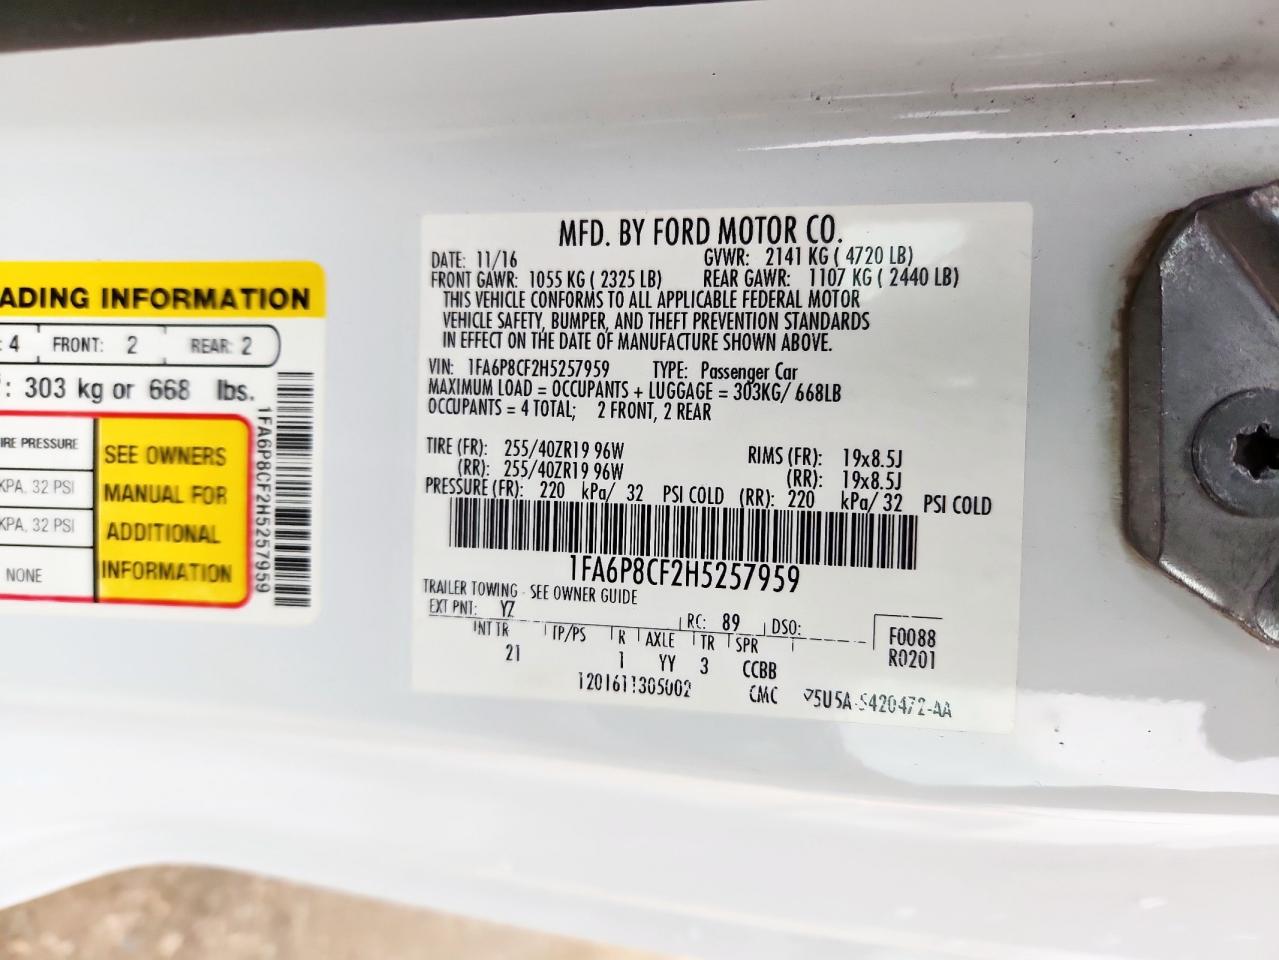 ADING INFORMATION
: 4 FRONT: 2 REAR: 2
: 303 kg or 668 lbs.
IRE PRESSURE
KPA, 32 PSI
KPA, 32 PSI
NONE
SEE OWNERS
MANUAL FOR
ADDITIONAL
INFORMATION
1FA6P8CF2H5257959
MFD. BY FORD MOTOR CO.
DATE: 11/16 GVWR: 2141 KG ( 4720 LB)
FRONT GAWR: 1055 KG ( 2325 LB) REAR GAWR: 1107 KG ( 2440 LB)
THIS VEHICLE CONFORMS TO ALL APPLICABLE FEDERAL MOTOR
VEHICLE SAFETY, BUMPER, AND THEFT PREVENTION STANDARDS
IN EFFECT ON THE DATE OF MANUFACTURE SHOWN ABOVE.
VIN: 1FA6P8CF2H5257959 TYPE: Passenger Car
MAXIMUM LOAD = OCCUPANTS + LUGGAGE = 303KG/ 668LB
OCCUPANTS = 4 TOTAL; 2 FRONT, 2 REAR
TIRE (FR): 255/40ZR19 96W RIMS (FR): 19x8.5J
(RR): 255/40ZR19 96W (RR): 19x8.5J
PRESSURE (FR): 220 kPa/ 32 PSI COLD (RR): 220 kPa/ 32 PSI COLD
1FA6P8CF2H5257959
TRAILER TOWING - SEE OWNER GUIDE
EXT PNT: YZ RC: 89 DSO: F0088
INT TR TP/PS R AXLE TR SPR R0201
21 1 YY 3 CCBB
1201611305002 CMC